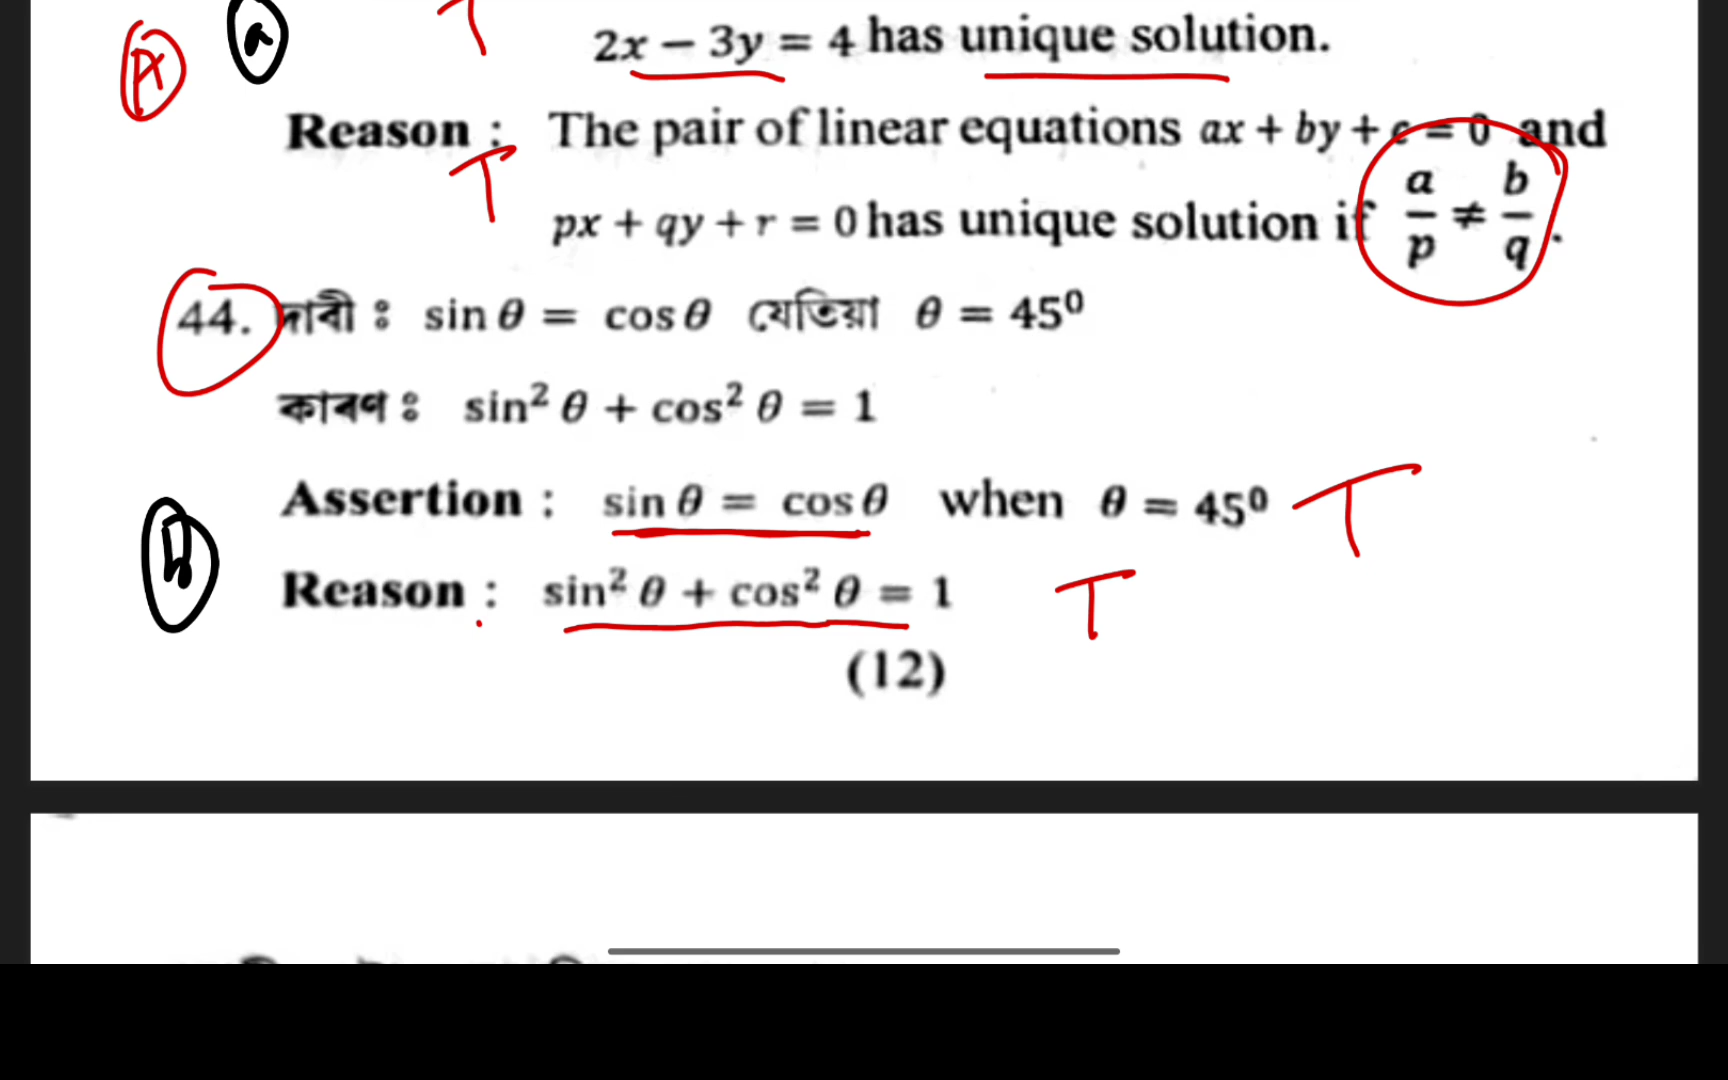 (A) (a) T
2x − 3y = 4 has unique solution.
Reason : The pair of linear equations ax + by + c = 0 and
T
px + qy + r = 0 has unique solution if a/p ≠ b/q .
44. দাবী ঃ sin θ = cos θ যেতিয়া θ = 45⁰
কাৰণ ঃ sin² θ + cos² θ = 1
Assertion : sin θ = cos θ when θ = 45⁰ T
(b)
Reason : sin² θ + cos² θ = 1 T
(12)